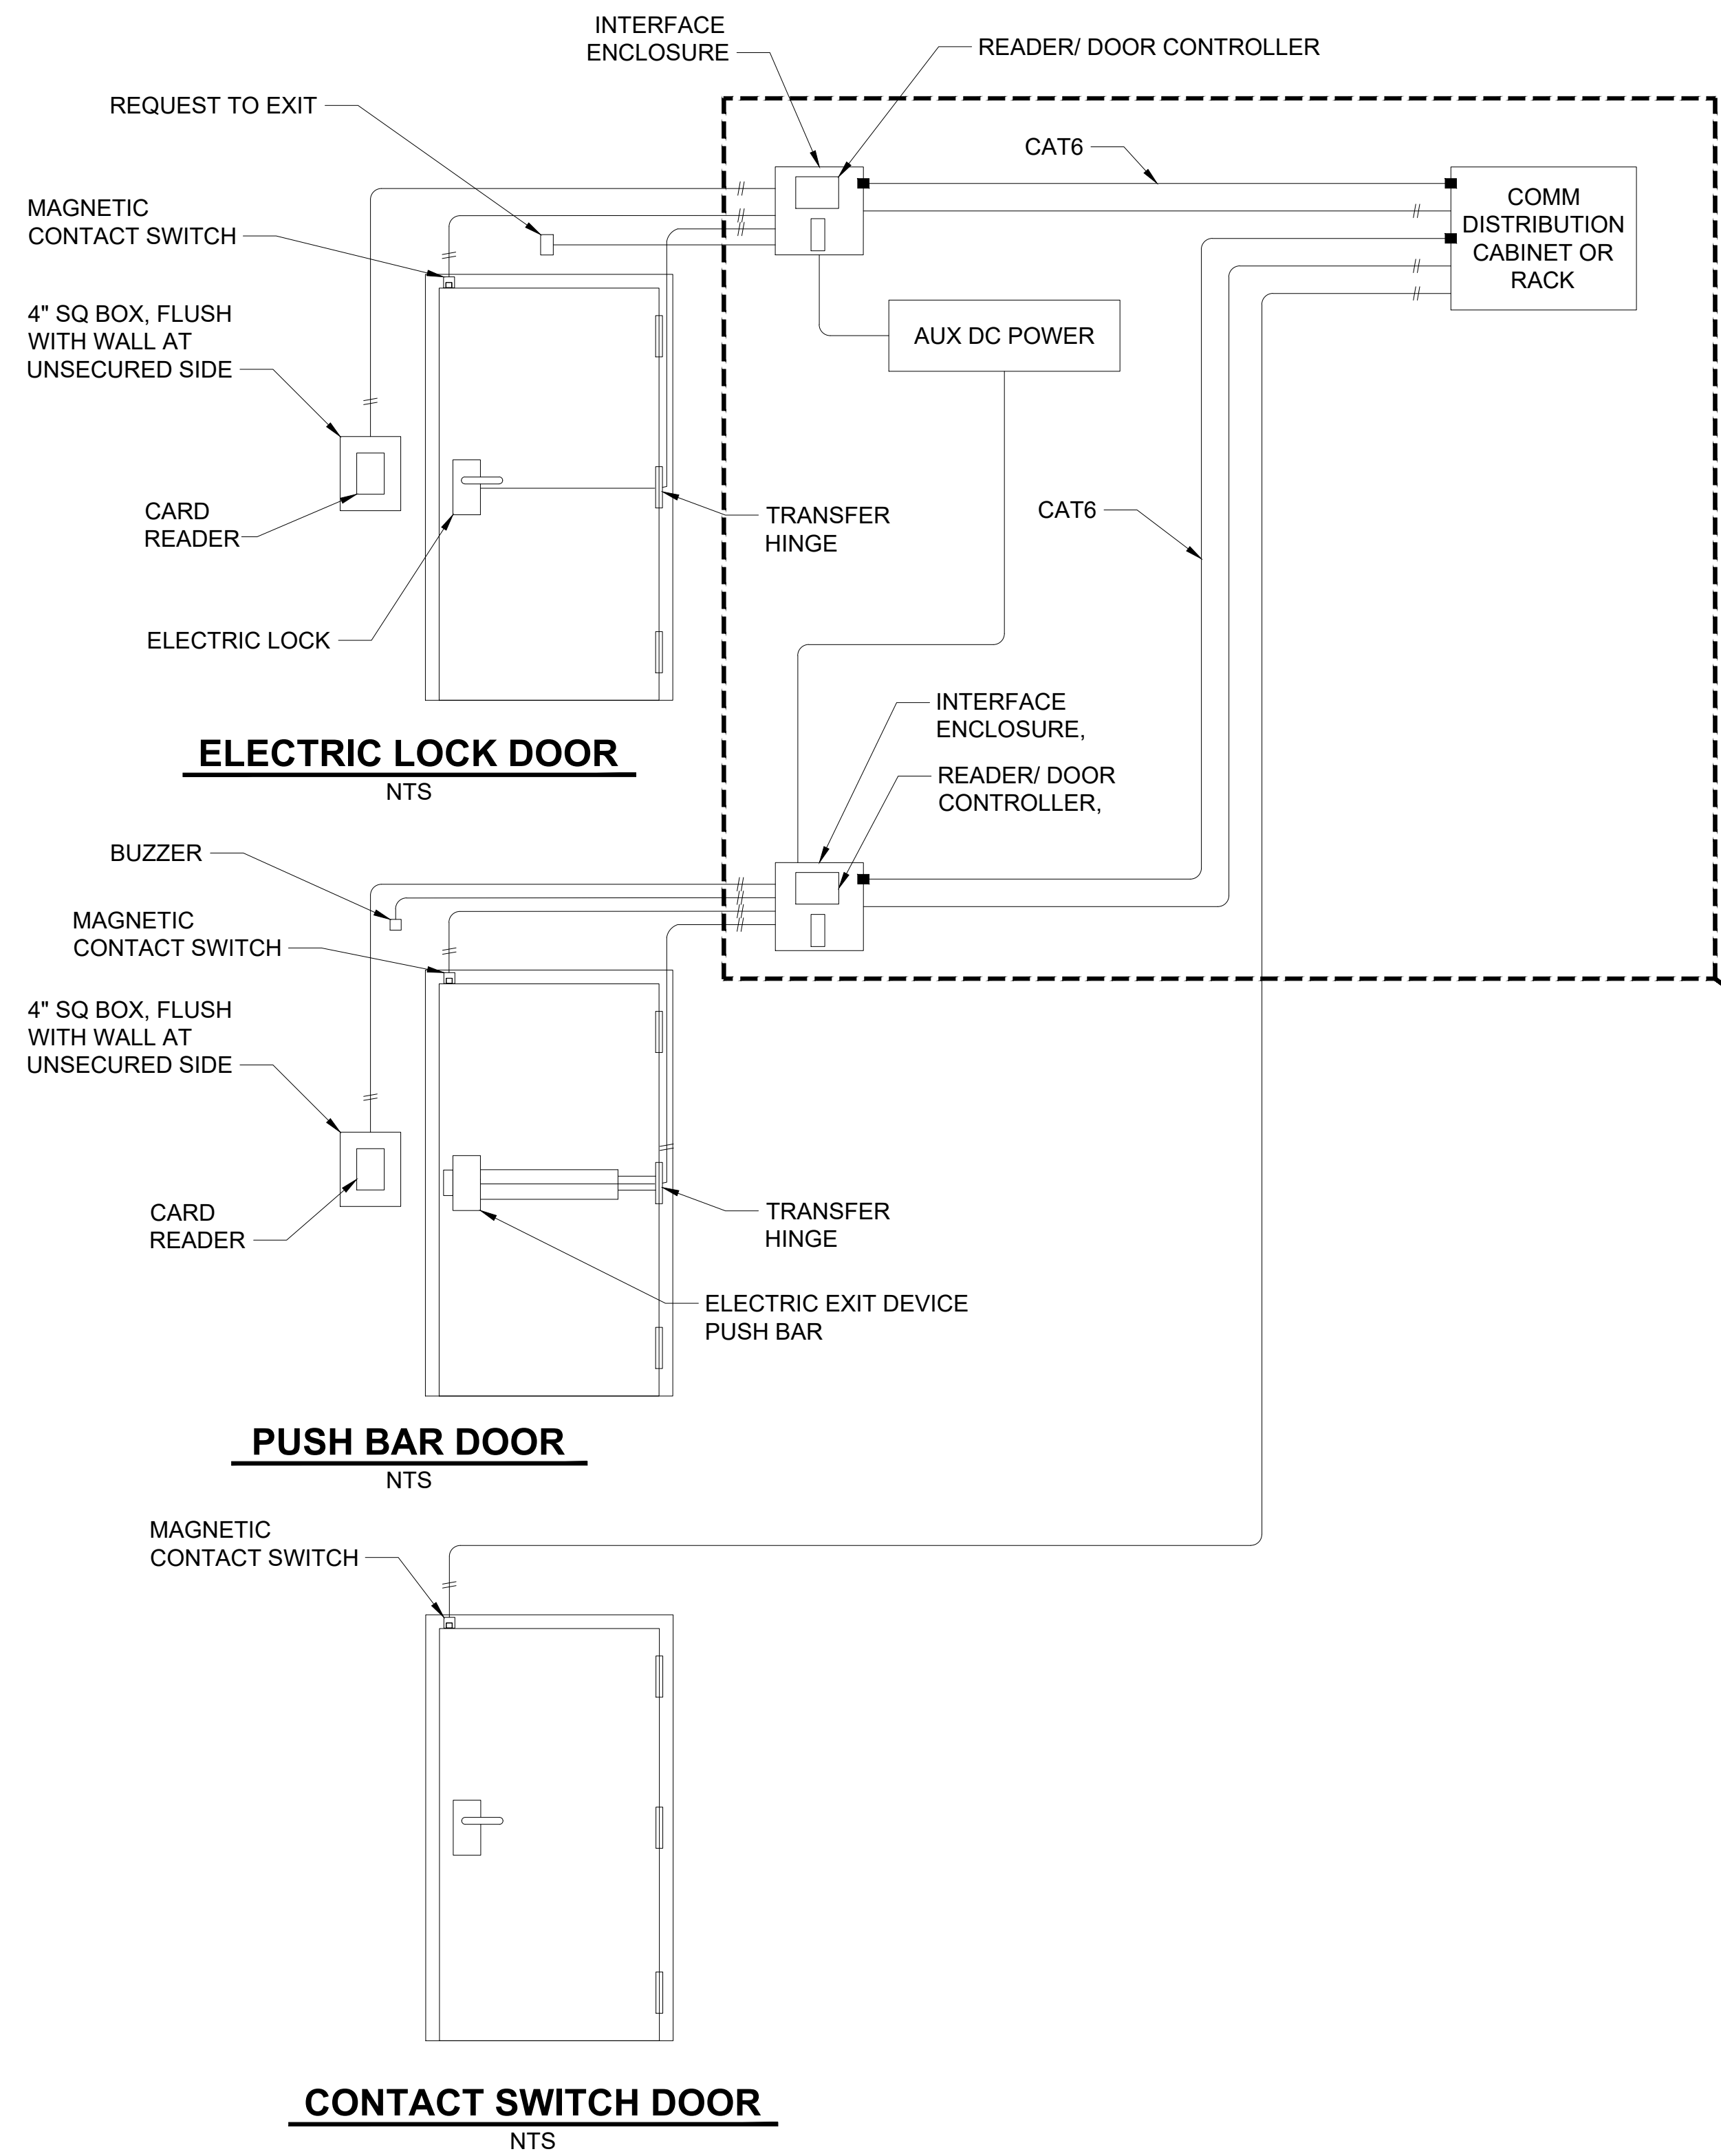 INTERFACE
ENCLOSURE
READER/ DOOR CONTROLLER
REQUEST TO EXIT
CAT6
MAGNETIC
CONTACT SWITCH
COMM
DISTRIBUTION
CABINET OR
RACK
4" SQ BOX, FLUSH
WITH WALL AT
UNSECURED SIDE
AUX DC POWER
CARD
READER
TRANSFER
HINGE
CAT6
ELECTRIC LOCK
INTERFACE
ENCLOSURE,
READER/ DOOR
CONTROLLER,
ELECTRIC LOCK DOOR
NTS
BUZZER
MAGNETIC
CONTACT SWITCH
4" SQ BOX, FLUSH
WITH WALL AT
UNSECURED SIDE
CARD
READER
TRANSFER
HINGE
ELECTRIC EXIT DEVICE
PUSH BAR
PUSH BAR DOOR
NTS
MAGNETIC
CONTACT SWITCH
CONTACT SWITCH DOOR
NTS